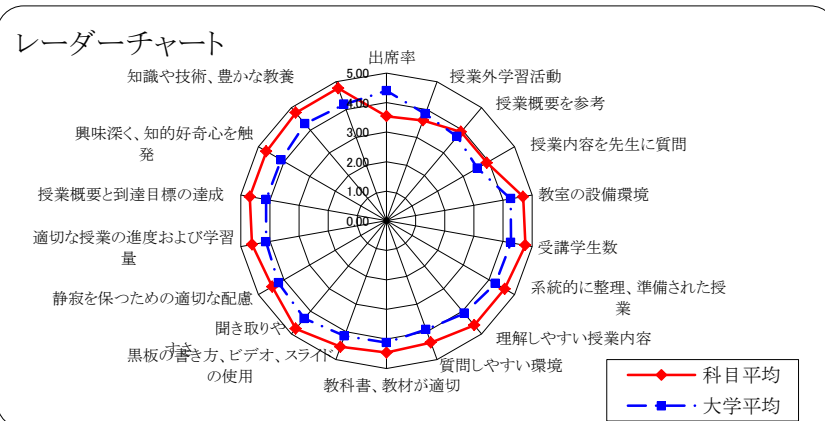 レーダーチャート
出席率
授業外学習活動
授業概要を参考
授業内容を先生に質問
教室の設備環境
受講学生数
系統的に整理、準備された授
業
理解しやすい授業内容
質問しやすい環境
教科書、教材が適切
黒板の書き方、ビデオ、スライド
の使用
聞き取りや
すさ
静寂を保つための適切な配慮
適切な授業の進度および学習
量
授業概要と到達目標の達成
興味深く、知的好奇心を触
発
知識や技術、豊かな教養
5.00
4.00
3.00
2.00
1.00
0.00
科目平均
大学平均